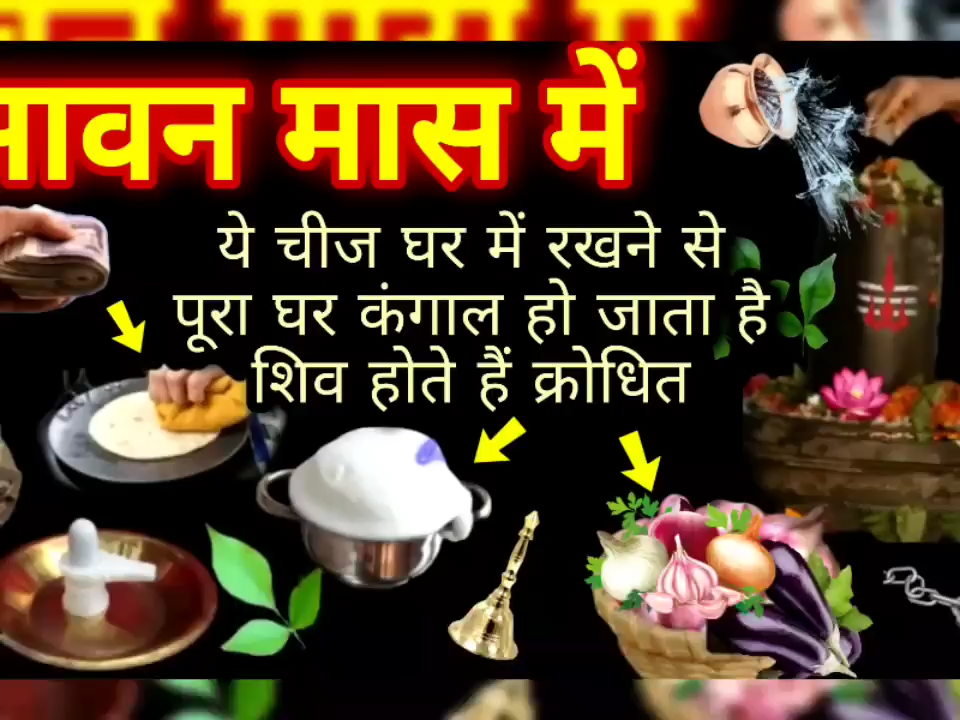 सावन मास में
ये चीज घर में रखने से
पूरा घर कंगाल हो जाता है
शिव होते हैं क्रोधित